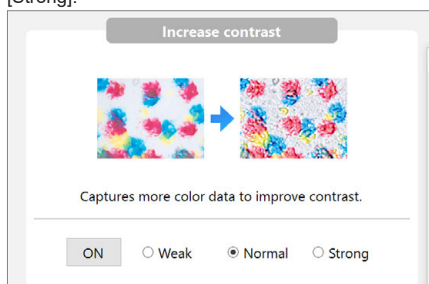 [Strong].
Increase contrast
Captures more color data to improve contrast.
ON Weak Normal Strong